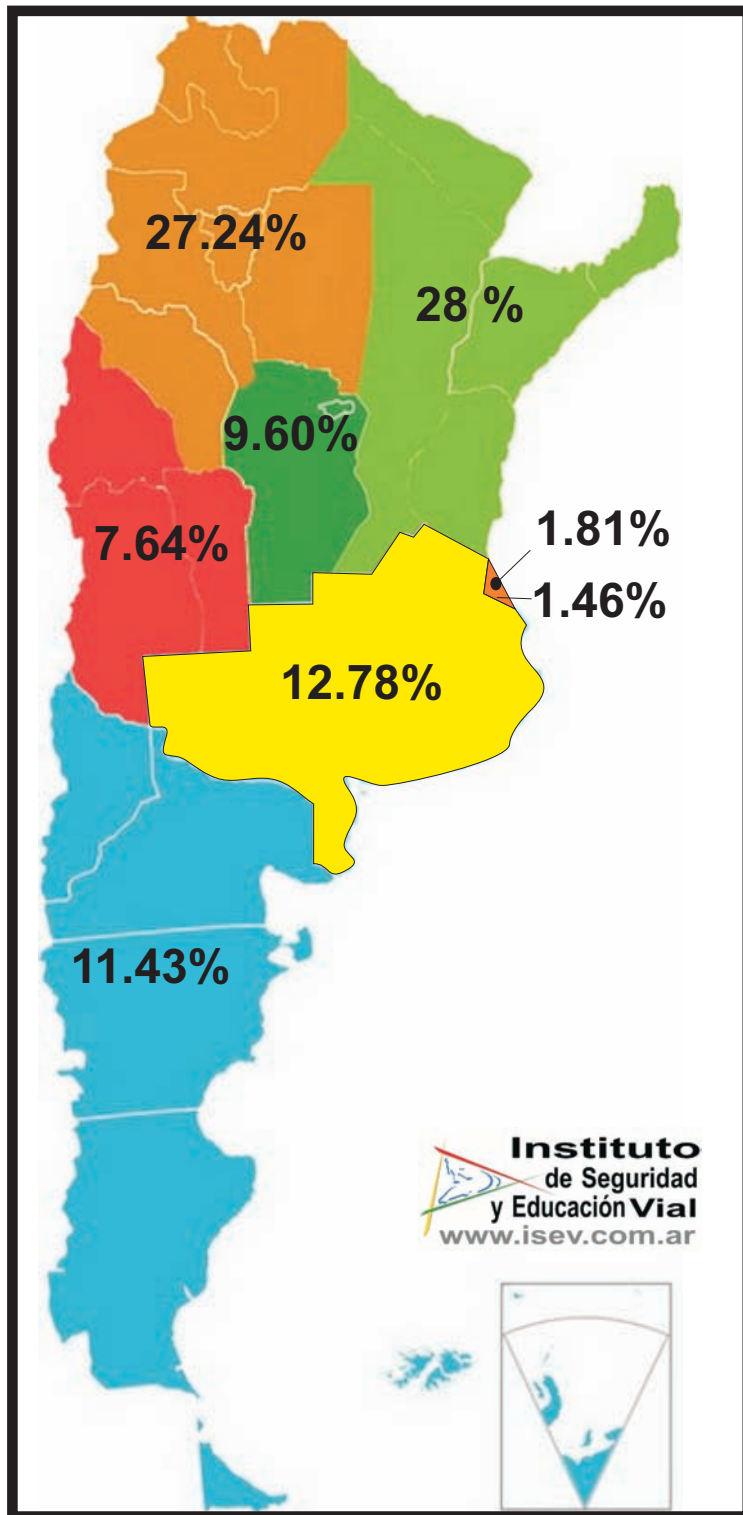 27.24%
28 %
9.60%
7.64%
1.81%
1.46%
12.78%
11.43%
Instituto
de Seguridad
y Educación Vial
www.isev.com.ar